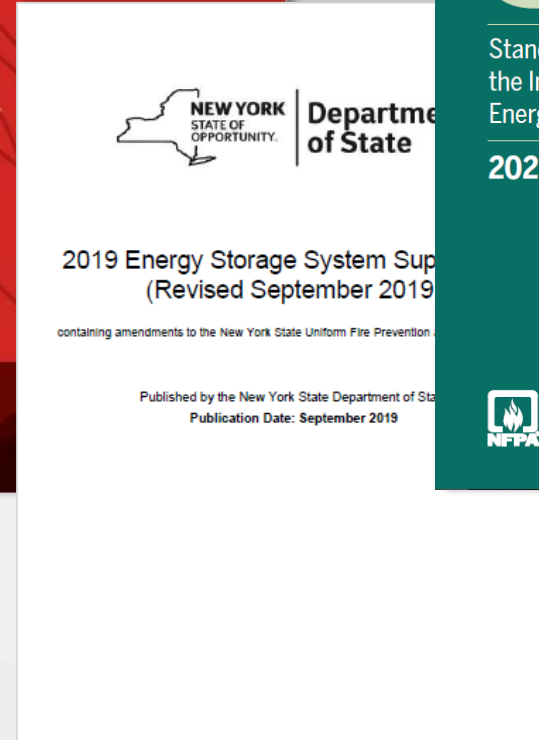 NEW YORK
STATE OF
OPPORTUNITY.
Departme
of State
2019 Energy Storage System Sup
(Revised September 2019
containing amendments to the New York State Uniform Fire Prevention
Published by the New York State Department of Sta
Publication Date: September 2019
Stan
the I
Energ
202
NFPA